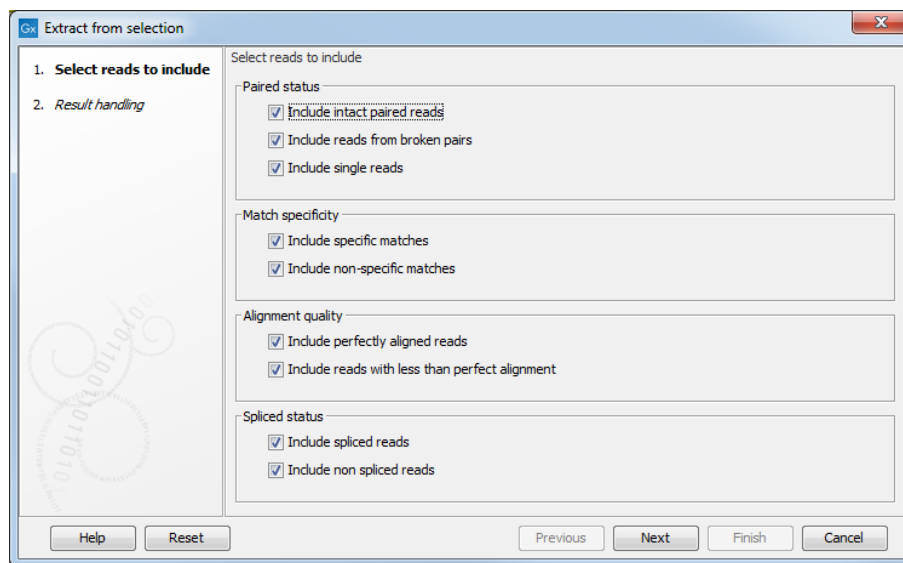 Gx Extract from selection
1. Select reads to include
2. Result handling
Select reads to include
Paired status
Include intact paired reads
Include reads from broken pairs
Include single reads
Match specificity
Include specific matches
Include non-specific matches
Alignment quality
Include perfectly aligned reads
Include reads with less than perfect alignment
Spliced status
Include spliced reads
Include non spliced reads
Help Reset Previous Next Finish Cancel